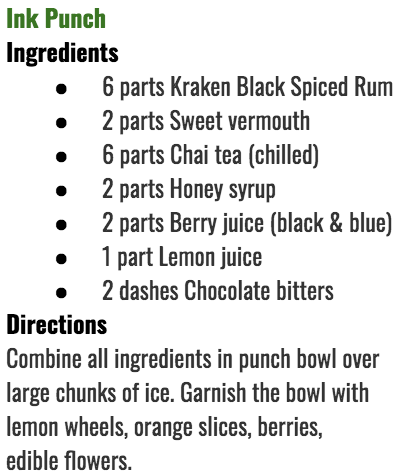 Ink Punch
Ingredients
● 6 parts Kraken Black Spiced Rum
● 2 parts Sweet vermouth
● 6 parts Chai tea (chilled)
● 2 parts Honey syrup
● 2 parts Berry juice (black & blue)
● 1 part Lemon juice
● 2 dashes Chocolate bitters
Directions
Combine all ingredients in punch bowl over
large chunks of ice. Garnish the bowl with
lemon wheels, orange slices, berries,
edible flowers.